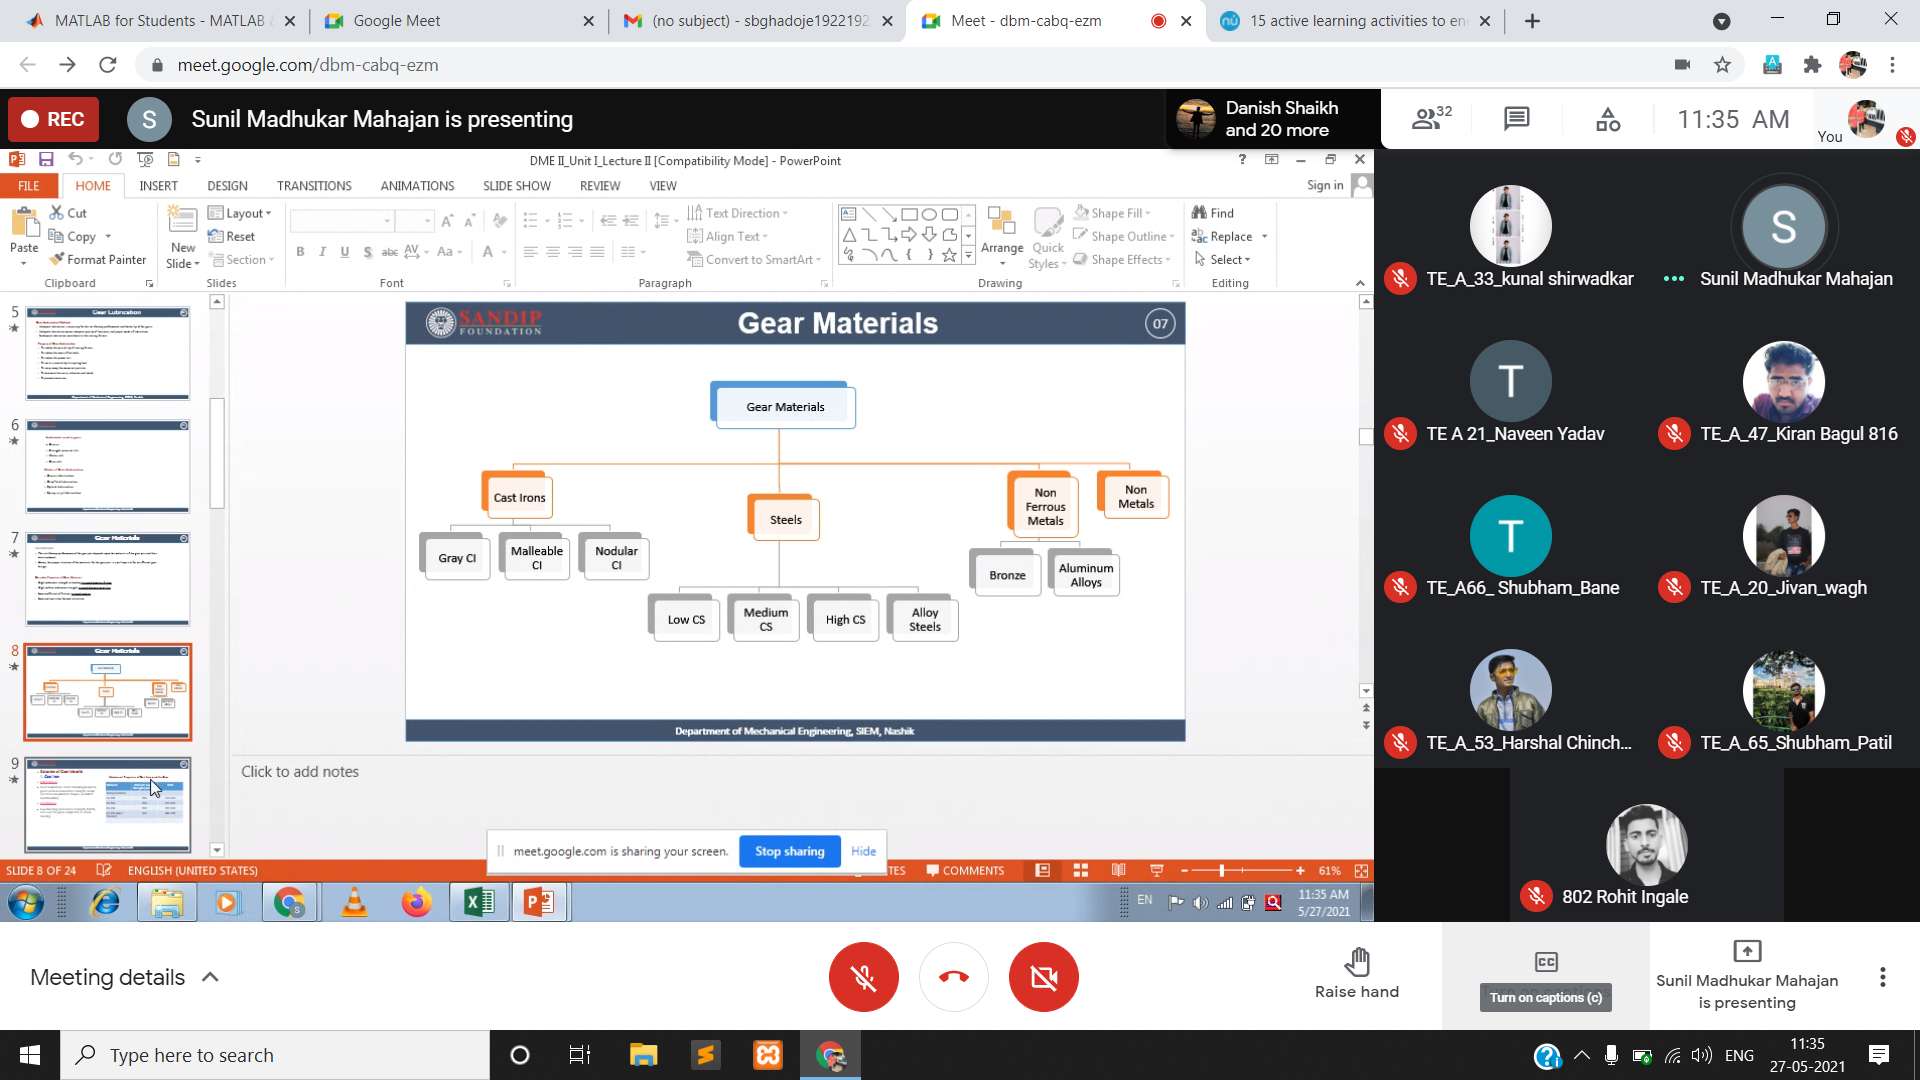 MATLAB for Students - MATLAB &
Google Meet
(no subject) - sbghadoje1922192
Meet - dbm-cabq-ezm
15 active learning activities to en
meet.google.com/dbm-cabq-ezm
REC
S
Sunil Madhukar Mahajan is presenting
Danish Shaikh
and 20 more
32
11:35 AM
You
DME II_Unit I_Lecture II [Compatibility Mode] - PowerPoint
FILE
HOME
INSERT
DESIGN
TRANSITIONS
ANIMATIONS
SLIDE SHOW
REVIEW
VIEW
Sign in
Paste
Cut
Copy
Format Painter
Clipboard
New
Slide
Layout
Reset
Section
Slides
B I U S abc AV Aa A
Font
Text Direction
Align Text
Convert to SmartArt
Paragraph
Arrange
Quick
Styles
Shape Fill
Shape Outline
Shape Effects
Drawing
Find
Replace
Select
Editing
5
Gear Lubrication
6
7
Gear Materials
8
Gear Materials
9
SANDIP
FOUNDATION
Gear Materials
07
Gear Materials
Cast Irons
Steels
Non
Ferrous
Metals
Non
Metals
Gray CI
Malleable
CI
Nodular
CI
Bronze
Aluminum
Alloys
Low CS
Medium
CS
High CS
Alloy
Steels
Department of Mechanical Engineering, SIEM, Nashik
Click to add notes
meet.google.com is sharing your screen.
Stop sharing
Hide
SLIDE 8 OF 24
ENGLISH (UNITED STATES)
COMMENTS
61%
EN
11:35 AM
5/27/2021
TE_A_33_kunal shirwadkar
S
Sunil Madhukar Mahajan
T
TE A 21_Naveen Yadav
TE_A_47_Kiran Bagul 816
T
TE_A66_ Shubham_Bane
TE_A_20_Jivan_wagh
TE_A_53_Harshal Chinch...
TE_A_65_Shubham_Patil
802 Rohit Ingale
Meeting details
Raise hand
CC
Turn on captions (c)
Sunil Madhukar Mahajan
is presenting
Type here to search
ENG
11:35
27-05-2021